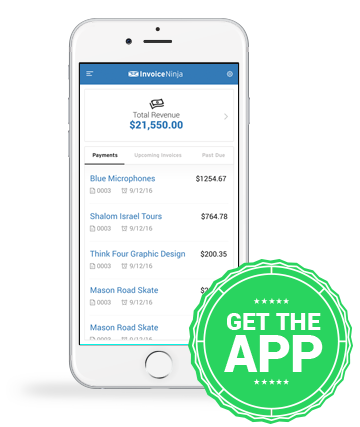 InvoiceNinja
Total Revenue
$21,550.00
Payments Upcoming Invoices Past Due
Blue Microphones $1254.67
0003 9/12/16
Shalom Israel Tours $764.78
0003 9/12/16
Think Four Graphic Design $200.35
0003 9/12/16
Mason Road Skate
0003 9/12/16
Mason Road Skate
0003 9/12/16
GET THE
APP